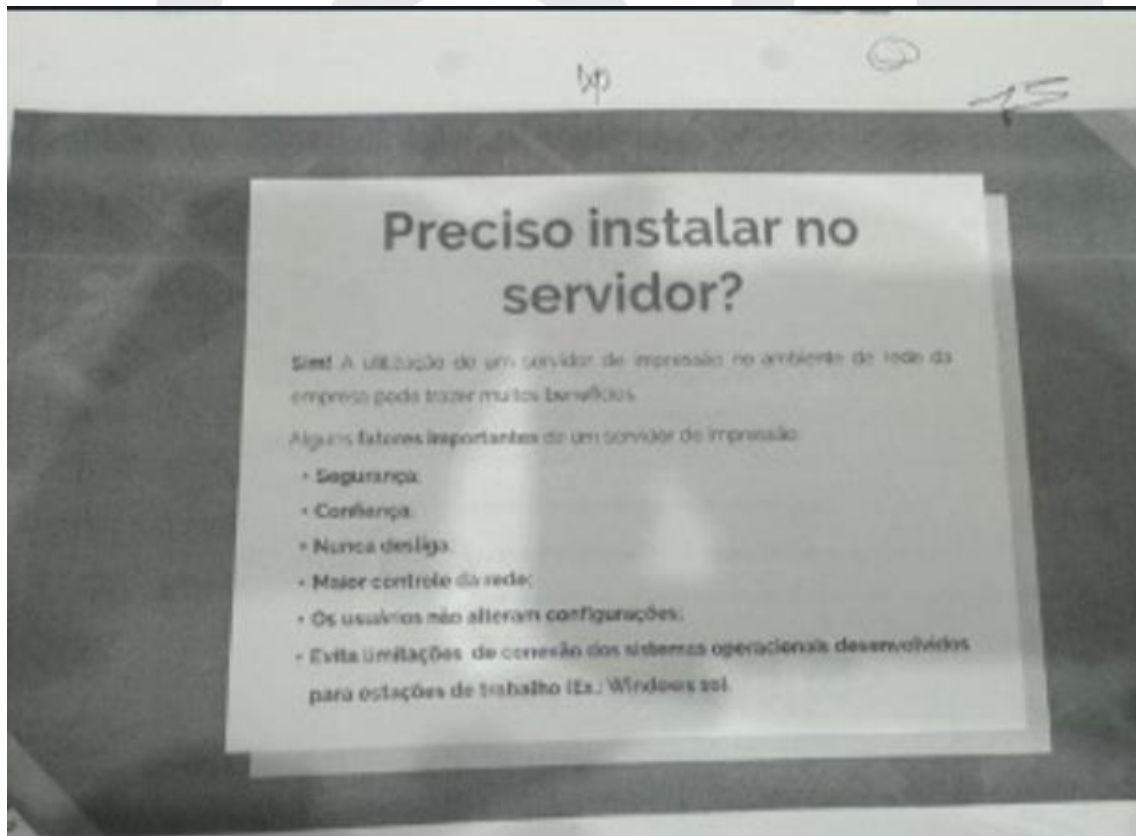 Preciso instalar no
servidor?
Sim! A utilização de um servidor de impressão no ambiente de rede da
empresa pode trazer muitos benefícios.
Alguns fatores importantes de um servidor de impressão:
• Segurança;
• Confiança;
• Nunca desliga;
• Maior controle da rede;
• Os usuários não alteram configurações;
• Evita limitações de conexão dos sistemas operacionais desenvolvidos
para estações de trabalho (Ex.: Windows